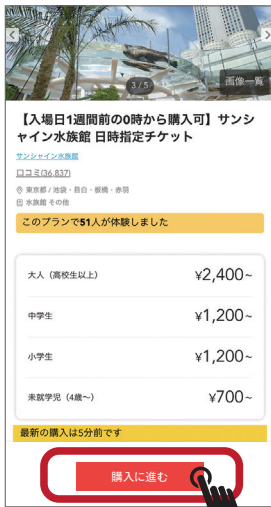 3/5
画像一覧
【入場日1週間前の0時から購入可】サンシ
ャイン水族館 日時指定チケット
サンシャイン水族館
口コミ(36,837)
東京都 / 池袋・目白・板橋・赤羽
水族館 その他
このプランで51人が体験しました
大人（高校生以上） ¥2,400~
中学生 ¥1,200~
小学生 ¥1,200~
未就学児（4歳〜） ¥700~
最新の購入は5分前です
購入に進む